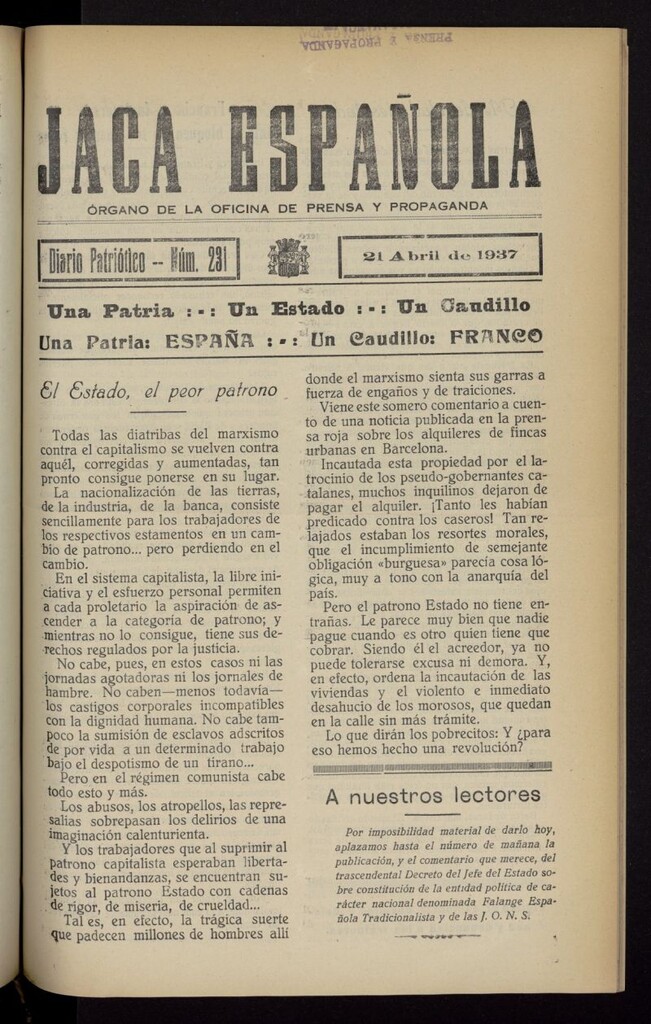 PRENSA Y PROPAGANDA
JACA ESPAÑOLA
ÓRGANO DE LA OFICINA DE PRENSA Y PROPAGANDA
Diario Patriótico -- Núm. 231
21 Abril de 1937
Una Patria :-: Un Estado :-: Un Caudillo
Una Patria: ESPAÑA :-: Un Caudillo: FRANCO
El Estado, el peor patrono
Todas las diatribas del marxismo
contra el capitalismo se vuelven contra
aquél, corregidas y aumentadas, tan
pronto consigue ponerse en su lugar.
La nacionalización de las tierras,
de la industria, de la banca, consiste
sencillamente para los trabajadores de
los respectivos estamentos en un cam-
bio de patrono... pero perdiendo en el
cambio.
En el sistema capitalista, la libre ini-
ciativa y el esfuerzo personal permiten
a cada proletario la aspiración de as-
cender a la categoría de patrono; y
mientras no lo consigue, tiene sus de-
rechos regulados por la justicia.
No cabe, pues, en estos casos ni las
jornadas agotadoras ni los jornales de
hambre. No caben—menos todavía—
los castigos corporales incompatibles
con la dignidad humana. No cabe tam-
poco la sumisión de esclavos adscritos
de por vida a un determinado trabajo
bajo el despotismo de un tirano...
Pero en el régimen comunista cabe
todo esto y más.
Los abusos, los atropellos, las repre-
salias sobrepasan los delirios de una
imaginación calenturienta.
Y los trabajadores que al suprimir al
patrono capitalista esperaban liberta-
des y bienandanzas, se encuentran su-
jetos al patrono Estado con cadenas
de rigor, de miseria, de crueldad...
Tal es, en efecto, la trágica suerte
que padecen millones de hombres allí
donde el marxismo sienta sus garras a
fuerza de engaños y de traiciones.
Viene este somero comentario a cuen-
to de una noticia publicada en la pren-
sa roja sobre los alquileres de fincas
urbanas en Barcelona.
Incautada esta propiedad por el la-
trocinio de los pseudo-gobernantes ca-
talanes, muchos inquilinos dejaron de
pagar el alquiler. ¡Tanto les habían
predicado contra los caseros! Tan re-
lajados estaban los resortes morales,
que el incumplimiento de semejante
obligación «burguesa» parecía cosa ló-
gica, muy a tono con la anarquía del
país.
Pero el patrono Estado no tiene en-
trañas. Le parece muy bien que nadie
pague cuando es otro quien tiene que
cobrar. Siendo él el acreedor, ya no
puede tolerarse excusa ni demora. Y,
en efecto, ordena la incautación de las
viviendas y el violento e inmediato
desahucio de los morosos, que quedan
en la calle sin más trámite.
Lo que dirán los pobrecitos: Y ¿para
eso hemos hecho una revolución?
A nuestros lectores
Por imposibilidad material de darlo hoy,
aplazamos hasta el número de mañana la
publicación, y el comentario que merece, del
trascendental Decreto del Jefe del Estado so-
bre constitución de la entidad política de ca-
rácter nacional denominada Falange Espa-
ñola Tradicionalista y de las J. O. N. S.